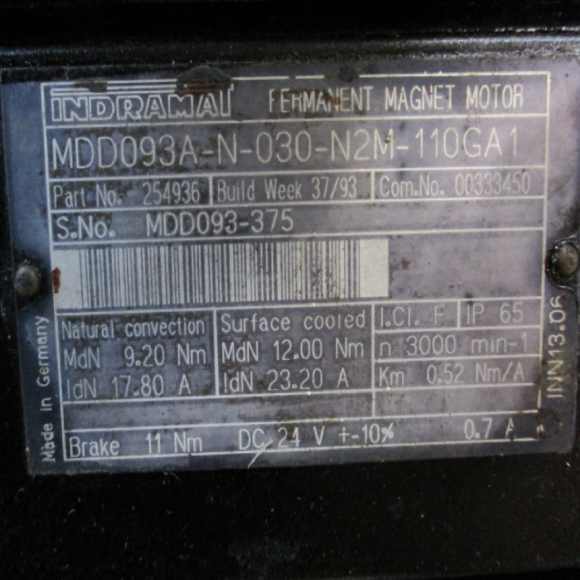 INDRAMAT PERMANENT MAGNET MOTOR
MDD093A-N-030-N2M-110GA1
Part No. 254936 Build Week 37/93 Com.No. 00333450
S.No. MDD093-375
Natural convection Surface cooled I.Cl. F IP 65
MdN 9.20 Nm MdN 12.00 Nm n 3000 min-1
IdN 17.80 A IdN 23.20 A Km 0.52 Nm/A
Brake 11 Nm DC 24 V +-10% 0.7 A
Made in Germany
INN13.06